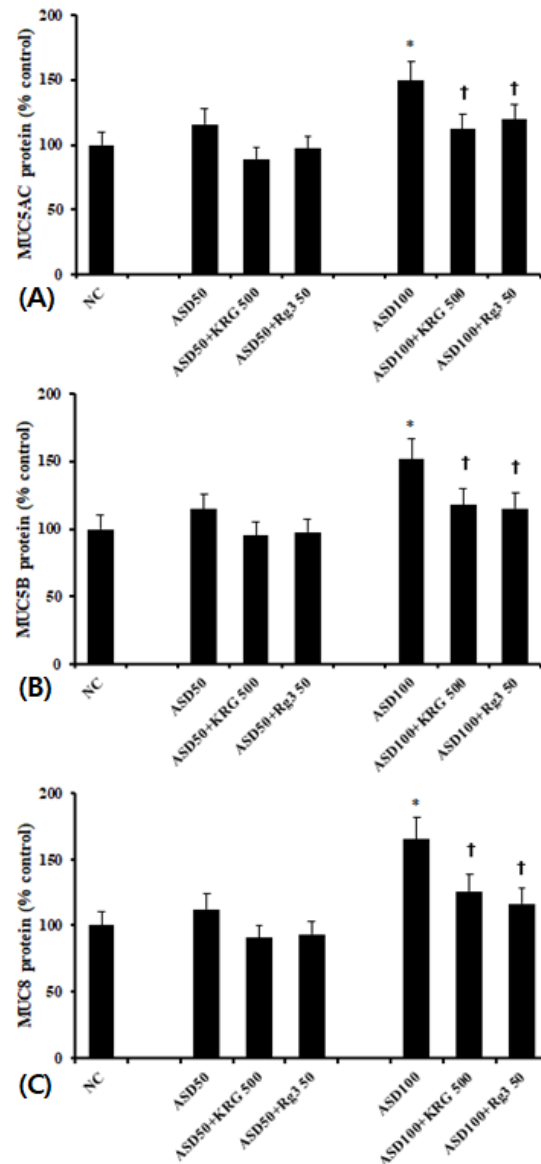 200
*
†
†
150
100
50
0
MUC5AC protein (% control)
(A)
NC
ASD50
ASD50+KRG 500
ASD50+Rg3 50
ASD100
ASD100+KRG 500
ASD100+Rg3 50
200
*
†
†
150
100
50
0
MUC5B protein (% control)
(B)
NC
ASD50
ASD50+KRG 500
ASD50+Rg3 50
ASD100
ASD100+KRG 500
ASD100+Rg3 50
200
*
†
†
150
100
50
0
MUC8 protein (% control)
(C)
NC
ASD50
ASD50+KRG 500
ASD50+Rg3 50
ASD100
ASD100+KRG 500
ASD100+Rg3 50